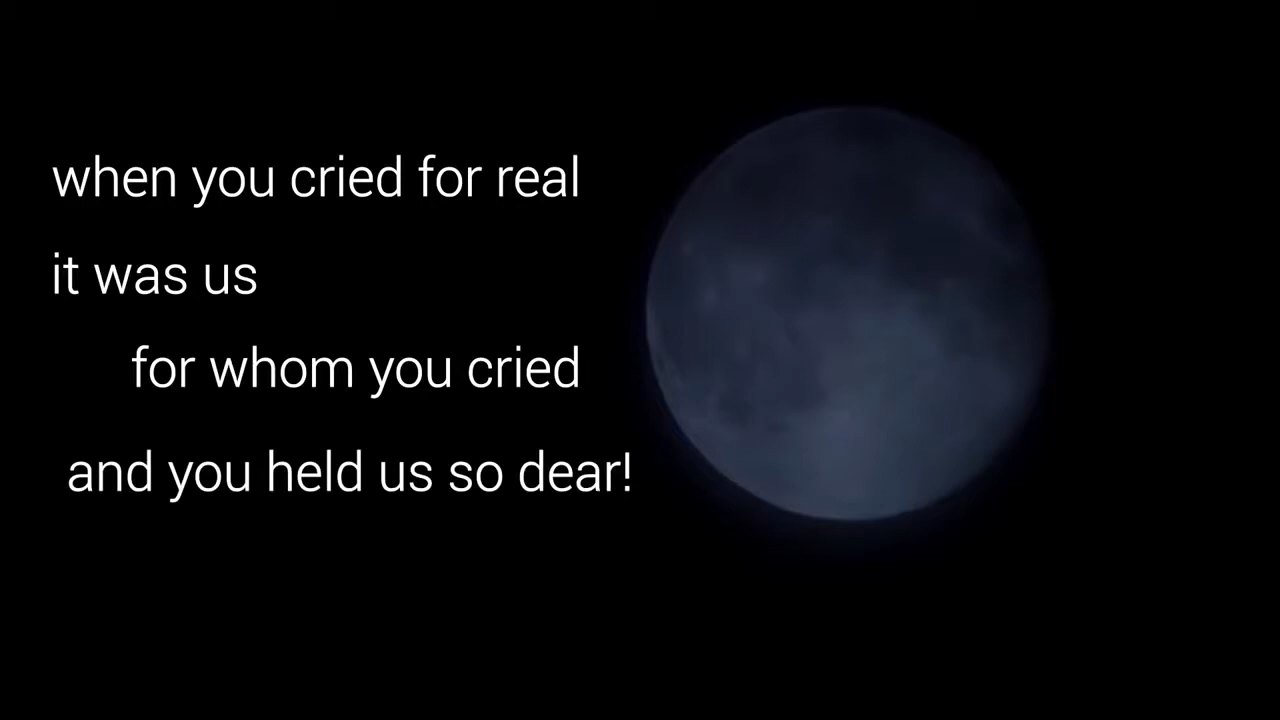 when you cried for real
it was us
for whom you cried
and you held us so dear!